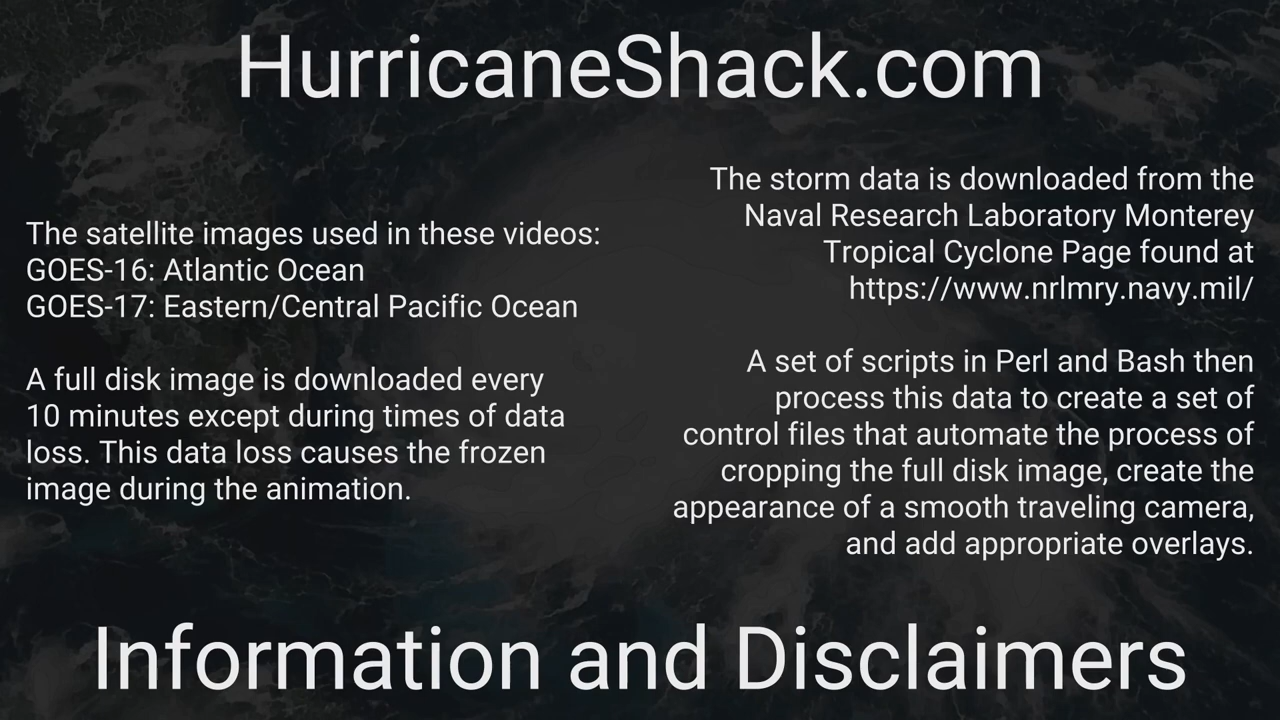 HurricaneShack.com
The satellite images used in these videos:
GOES-16: Atlantic Ocean
GOES-17: Eastern/Central Pacific Ocean
A full disk image is downloaded every
10 minutes except during times of data
loss. This data loss causes the frozen
image during the animation.
The storm data is downloaded from the
Naval Research Laboratory Monterey
Tropical Cyclone Page found at
https://www.nrlmry.navy.mil/
A set of scripts in Perl and Bash then
process this data to create a set of
control files that automate the process of
cropping the full disk image, create the
appearance of a smooth traveling camera,
and add appropriate overlays.
Information and Disclaimers